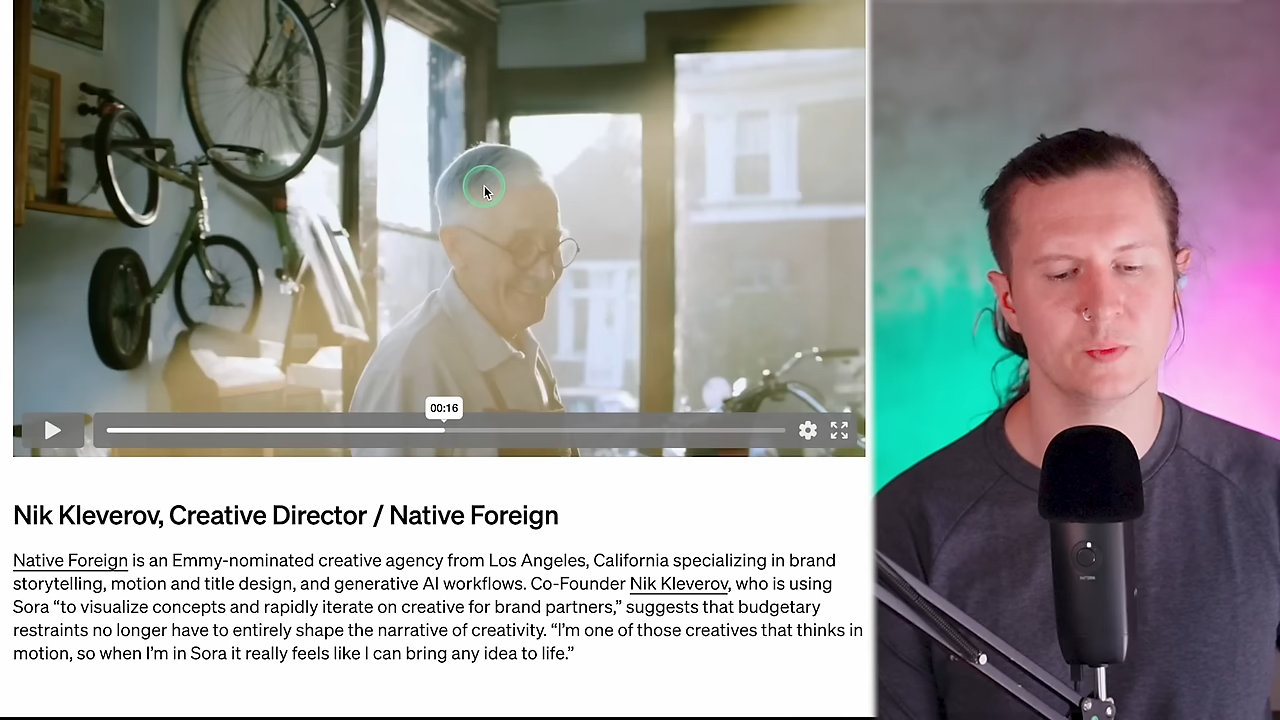 00:16
Nik Kleverov, Creative Director / Native Foreign
Native Foreign is an Emmy-nominated creative agency from Los Angeles, California specializing in brand
storytelling, motion and title design, and generative AI workflows. Co-Founder Nik Kleverov, who is using
Sora “to visualize concepts and rapidly iterate on creative for brand partners,” suggests that budgetary
restraints no longer have to entirely shape the narrative of creativity. “I’m one of those creatives that thinks in
motion, so when I’m in Sora it really feels like I can bring any idea to life.”